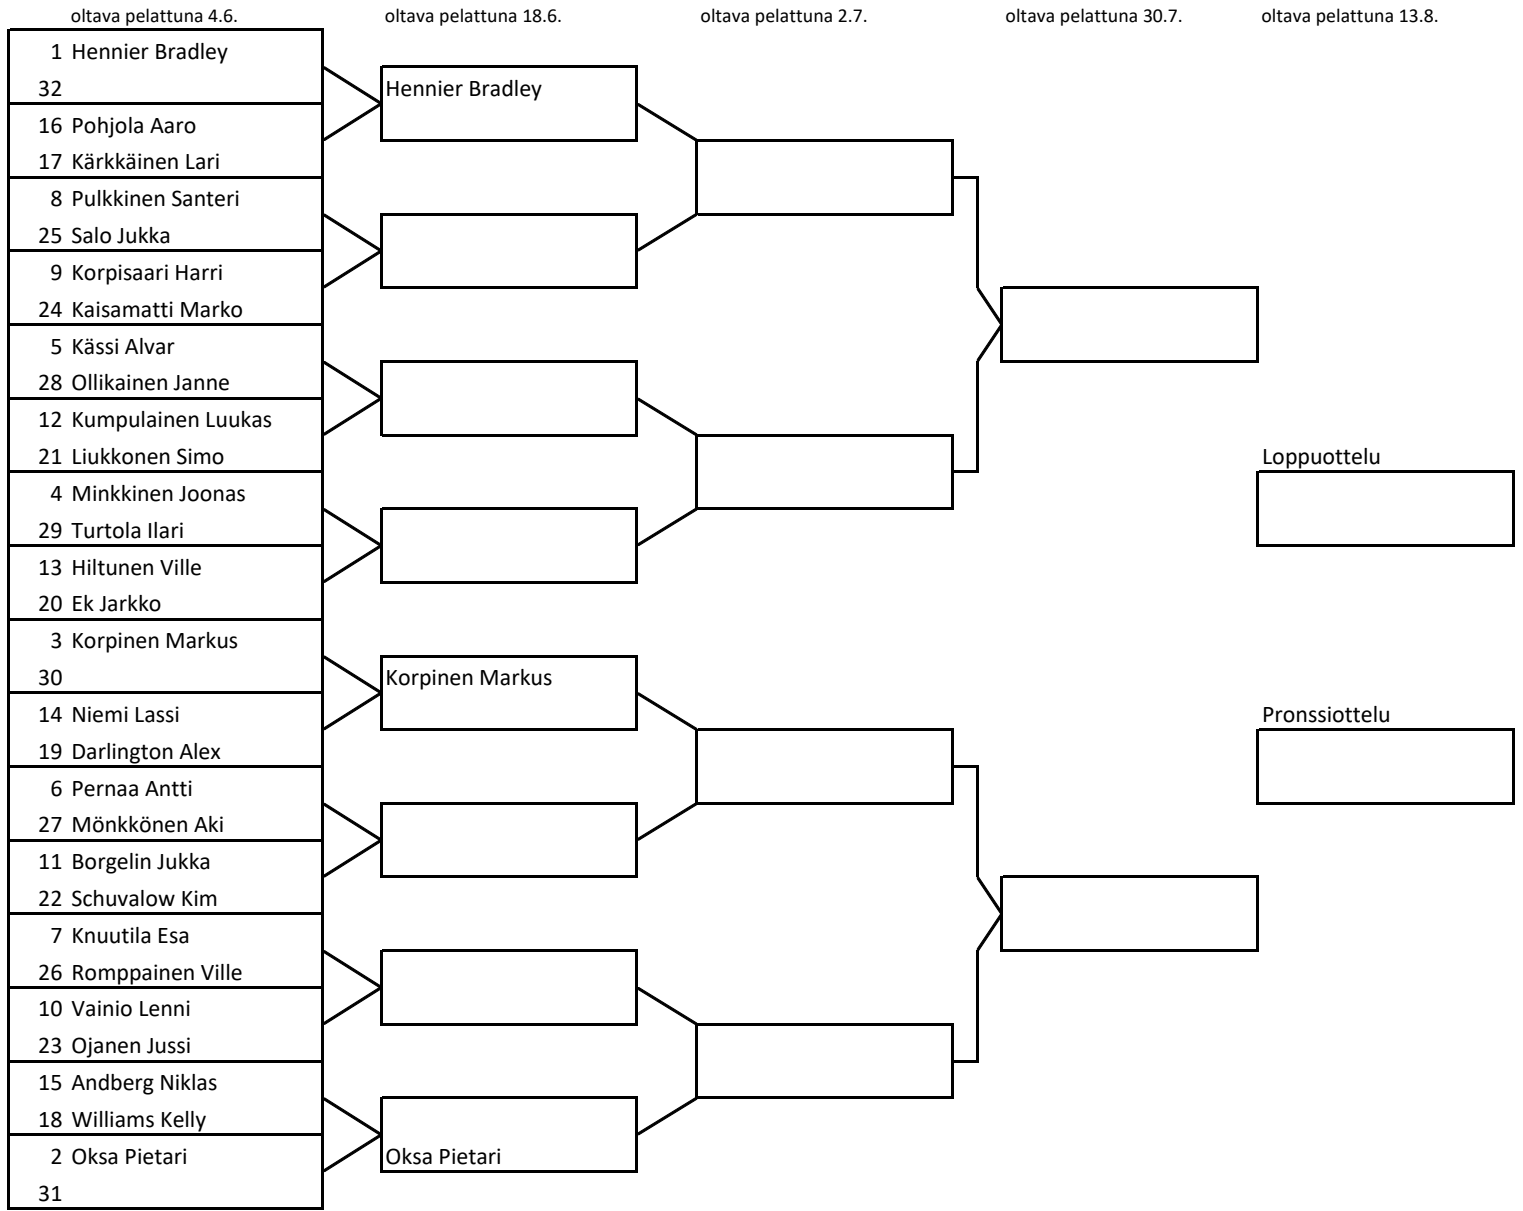 oltava pelattuna 4.6. oltava pelattuna 18.6. oltava pelattuna 2.7. oltava pelattuna 30.7. oltava pelattuna 13.8.
1 Hennier Bradley
32 Hennier Bradley
16 Pohjola Aaro
17 Kärkkäinen Lari
8 Pulkkinen Santeri
25 Salo Jukka
9 Korpisaari Harri
24 Kaisamatti Marko
5 Kässi Alvar
28 Ollikainen Janne
12 Kumpulainen Luukas
21 Liukkonen Simo Loppuottelu
4 Minkkinen Joonas
29 Turtola Ilari
13 Hiltunen Ville
20 Ek Jarkko
3 Korpinen Markus
30 Korpinen Markus
14 Niemi Lassi Pronssiottelu
19 Darlington Alex
6 Pernaa Antti
27 Mönkkönen Aki
11 Borgelin Jukka
22 Schuvalow Kim
7 Knuutila Esa
26 Romppainen Ville
10 Vainio Lenni
23 Ojanen Jussi
15 Andberg Niklas
18 Williams Kelly
2 Oksa Pietari Oksa Pietari
31